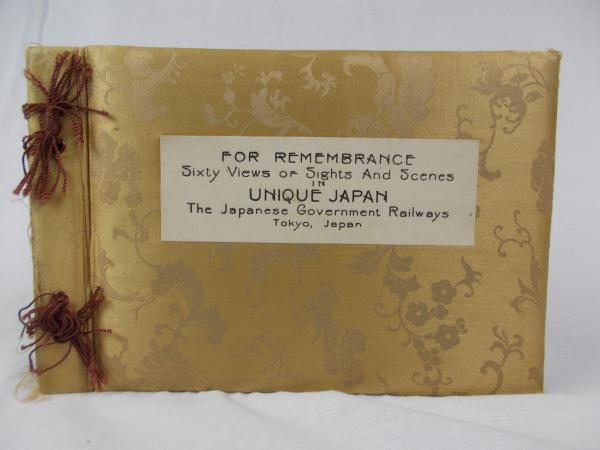 FOR REMEMBRANCE
Sixty Views of Sights And Scenes
IN
UNIQUE JAPAN
The Japanese Government Railways
Tokyo, Japan